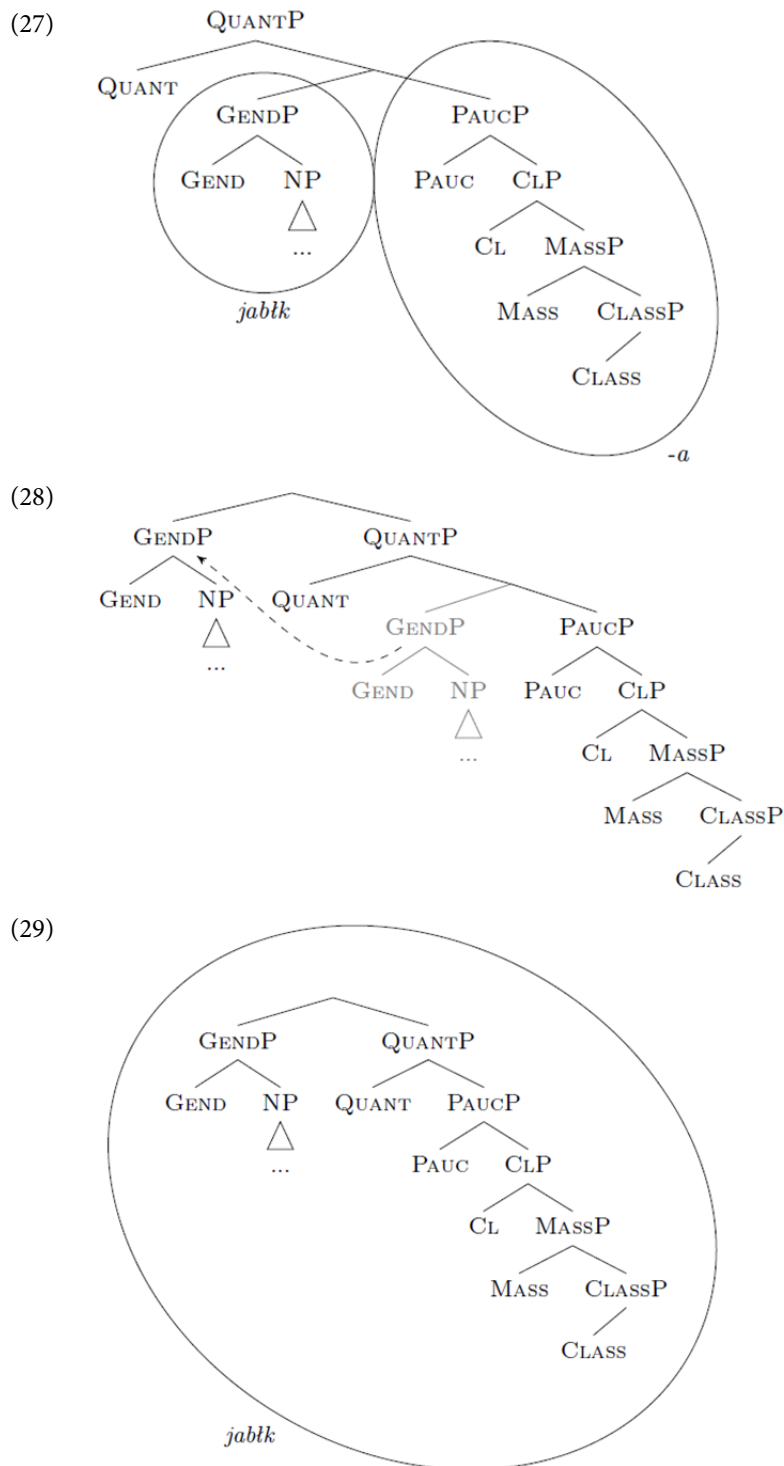 (27)
QUANTP
QUANT
GENDP PAUCP
GEND NP PAUC CLP
... CL MASSP
jabłk MASS CLASSP
CLASS
-a
(28)
GENDP QUANTP
GEND NP QUANT
... GENDP PAUCP
GEND NP PAUC CLP
... CL MASSP
MASS CLASSP
CLASS
(29)
GENDP QUANTP
GEND NP QUANT PAUCP
... PAUC CLP
CL MASSP
MASS CLASSP
CLASS
jabłk